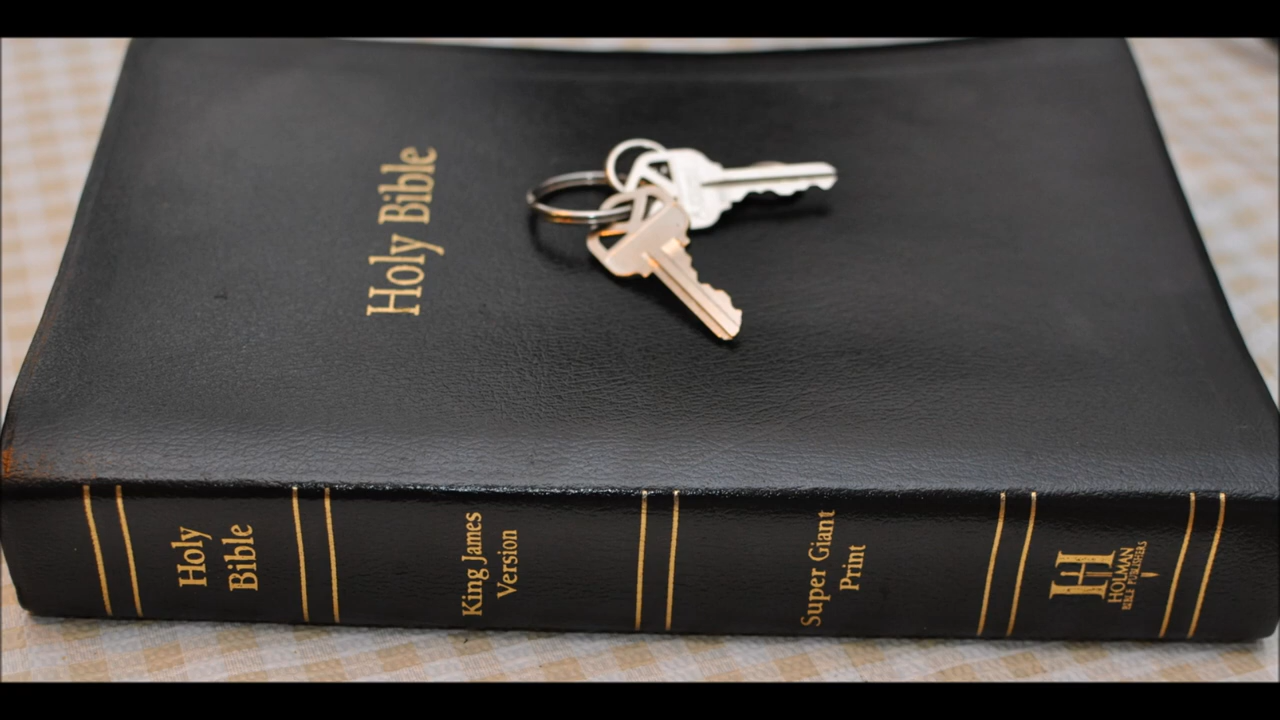 Holy Bible
Holy
Bible
King James
Version
Super Giant
Print
HOLMAN
BIBLE PUBLISHERS